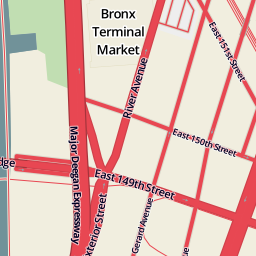 Bronx
Terminal
Market
River Avenue
East 151st Street
East 150th Street
Major Deegan Expressway
dge
East 149th Street
xterior Street
Gerard Avenue